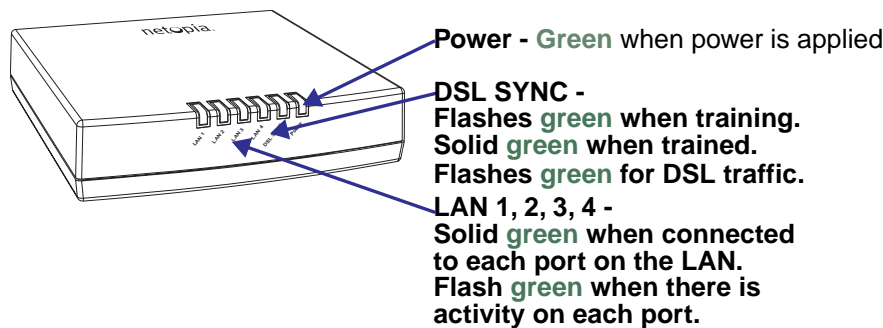 netopia.
Power - Green when power is applied
DSL SYNC -
Flashes green when training.
Solid green when trained.
Flashes green for DSL traffic.
LAN 1, 2, 3, 4 -
Solid green when connected
to each port on the LAN.
Flash green when there is
activity on each port.
LAN 1
LAN 2
LAN 3
LAN 4
DSL